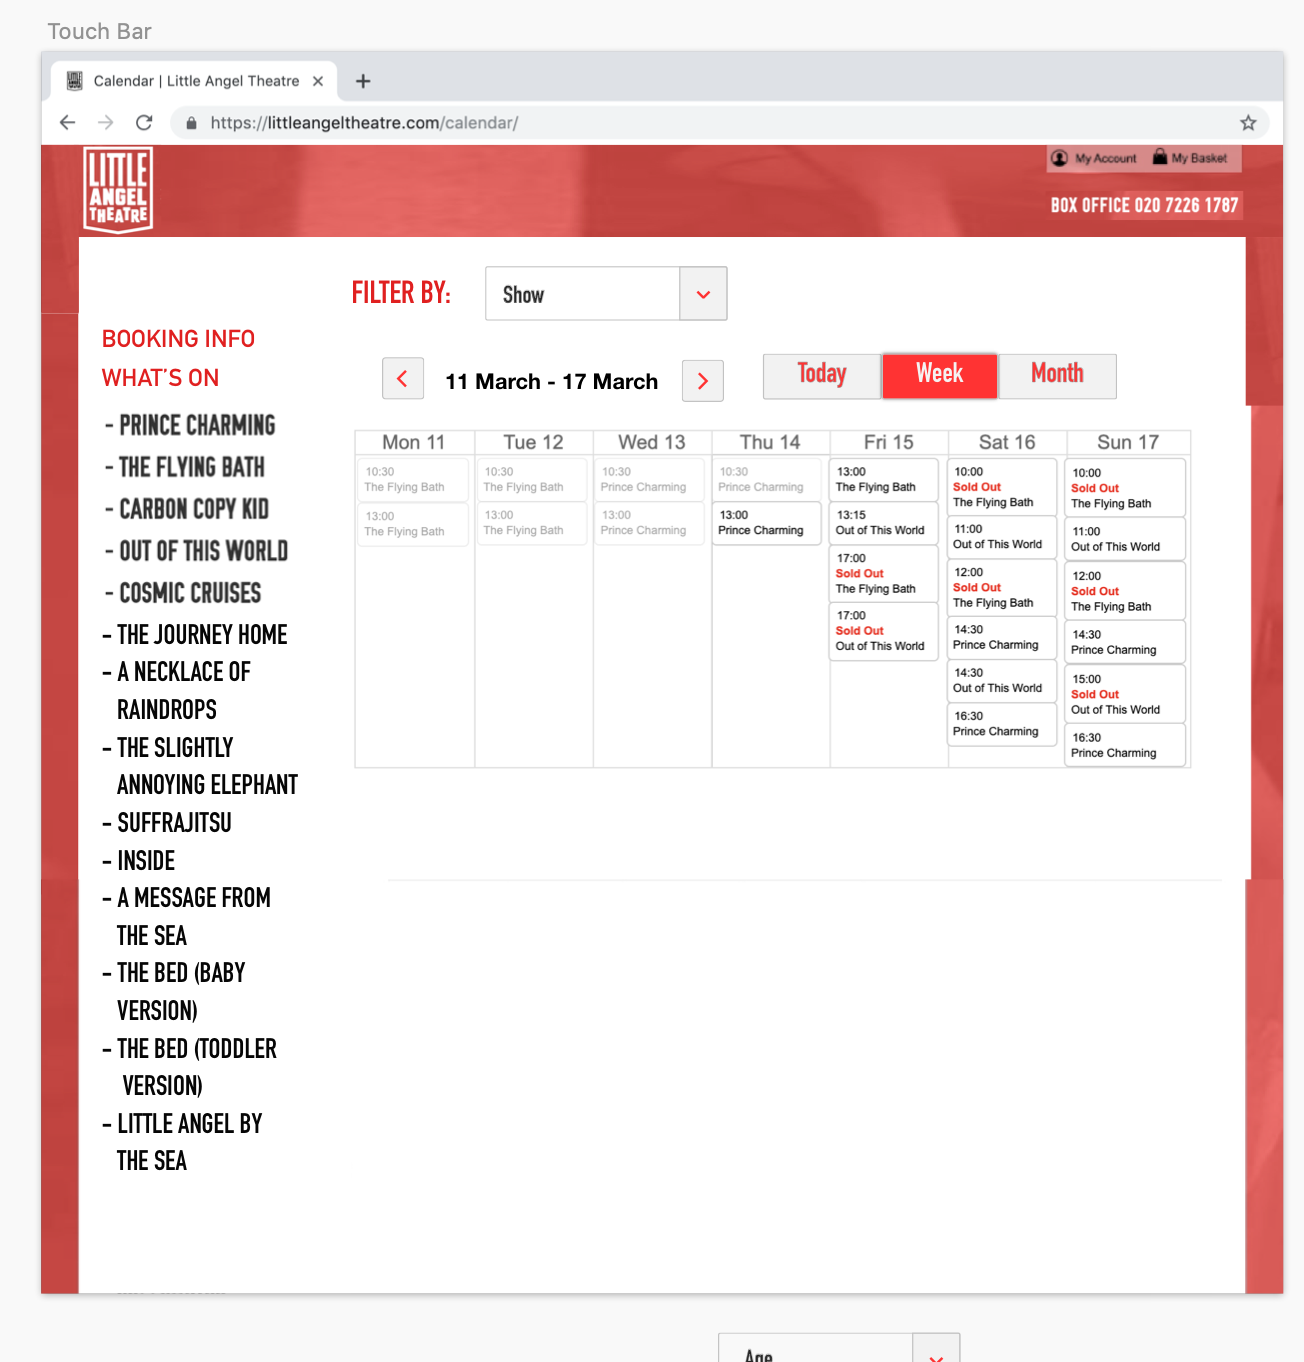 Touch Bar
Calendar | Little Angel Theatre
https://littleangeltheatre.com/calendar/
LITTLE
ANGEL
THEATRE
My Account My Basket
BOX OFFICE 020 7226 1787
FILTER BY: Show
BOOKING INFO
WHAT'S ON
- PRINCE CHARMING
- THE FLYING BATH
- CARBON COPY KID
- OUT OF THIS WORLD
- COSMIC CRUISES
- THE JOURNEY HOME
- A NECKLACE OF
RAINDROPS
- THE SLIGHTLY
ANNOYING ELEPHANT
- SUFFRAJITSU
- INSIDE
- A MESSAGE FROM
THE SEA
- THE BED (BABY
VERSION)
- THE BED (TODDLER
VERSION)
- LITTLE ANGEL BY
THE SEA
11 March - 17 March
Today Week Month
Mon 11
10:30
The Flying Bath
13:00
The Flying Bath
Tue 12
10:30
The Flying Bath
13:00
The Flying Bath
Wed 13
10:30
Prince Charming
13:00
Prince Charming
Thu 14
10:30
Prince Charming
13:00
Prince Charming
Fri 15
13:00
The Flying Bath
13:15
Out of This World
17:00
Sold Out
The Flying Bath
17:00
Sold Out
Out of This World
Sat 16
10:00
Sold Out
The Flying Bath
11:00
Out of This World
12:00
Sold Out
The Flying Bath
14:30
Prince Charming
14:30
Out of This World
16:30
Prince Charming
Sun 17
10:00
Sold Out
The Flying Bath
11:00
Out of This World
12:00
Sold Out
The Flying Bath
14:30
Prince Charming
15:00
Sold Out
Out of This World
16:30
Prince Charming
Age